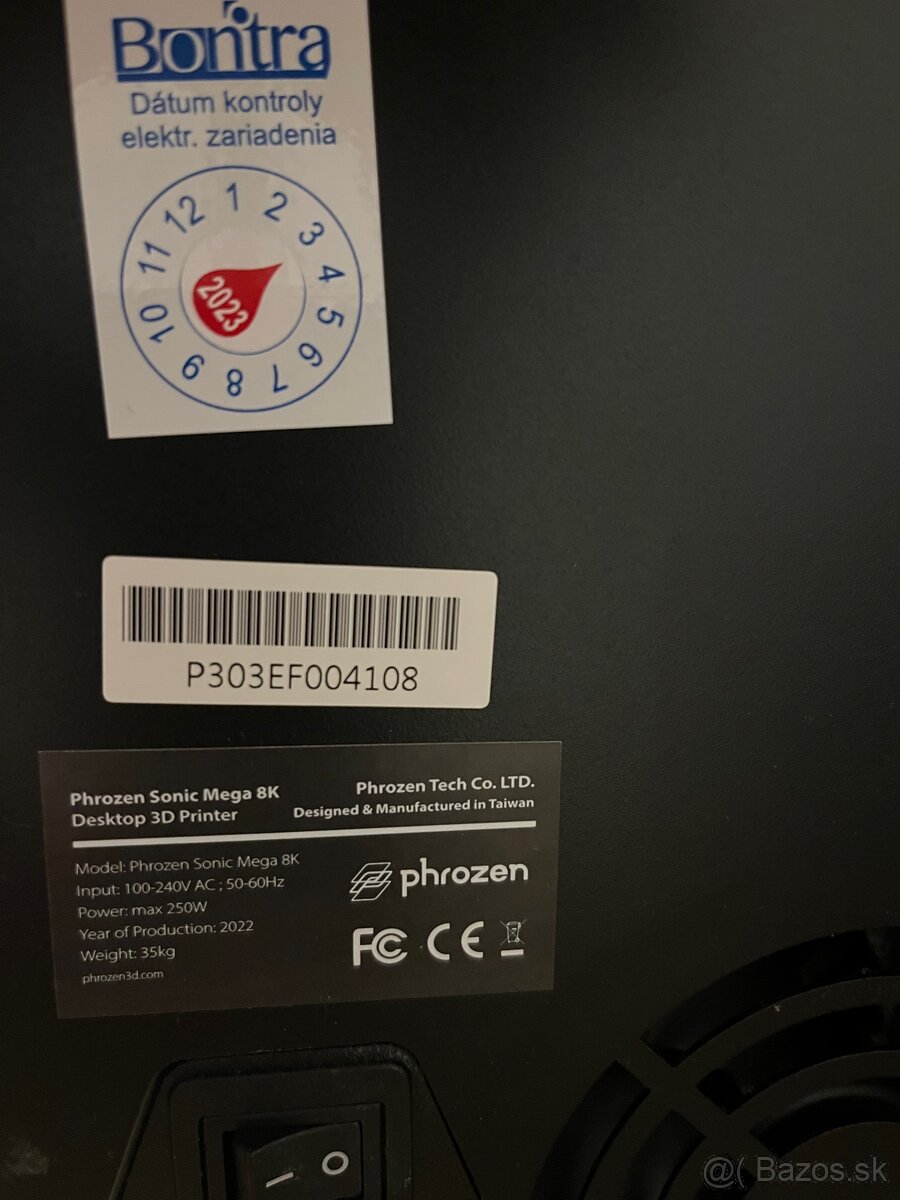 Bontra
Dátum kontroly
elektr. zariadenia
1
2
3
4
5
6
7
8
9
10
11
12
2023
P303EF004108
Phrozen Sonic Mega 8K
Desktop 3D Printer
Phrozen Tech Co. LTD.
Designed & Manufactured in Taiwan
Model: Phrozen Sonic Mega 8K
Input: 100-240V AC ; 50-60Hz
Power: max 250W
Year of Production: 2022
Weight: 35kg
phrozen3d.com
phrozen
FC CE
@( Bazos.sk